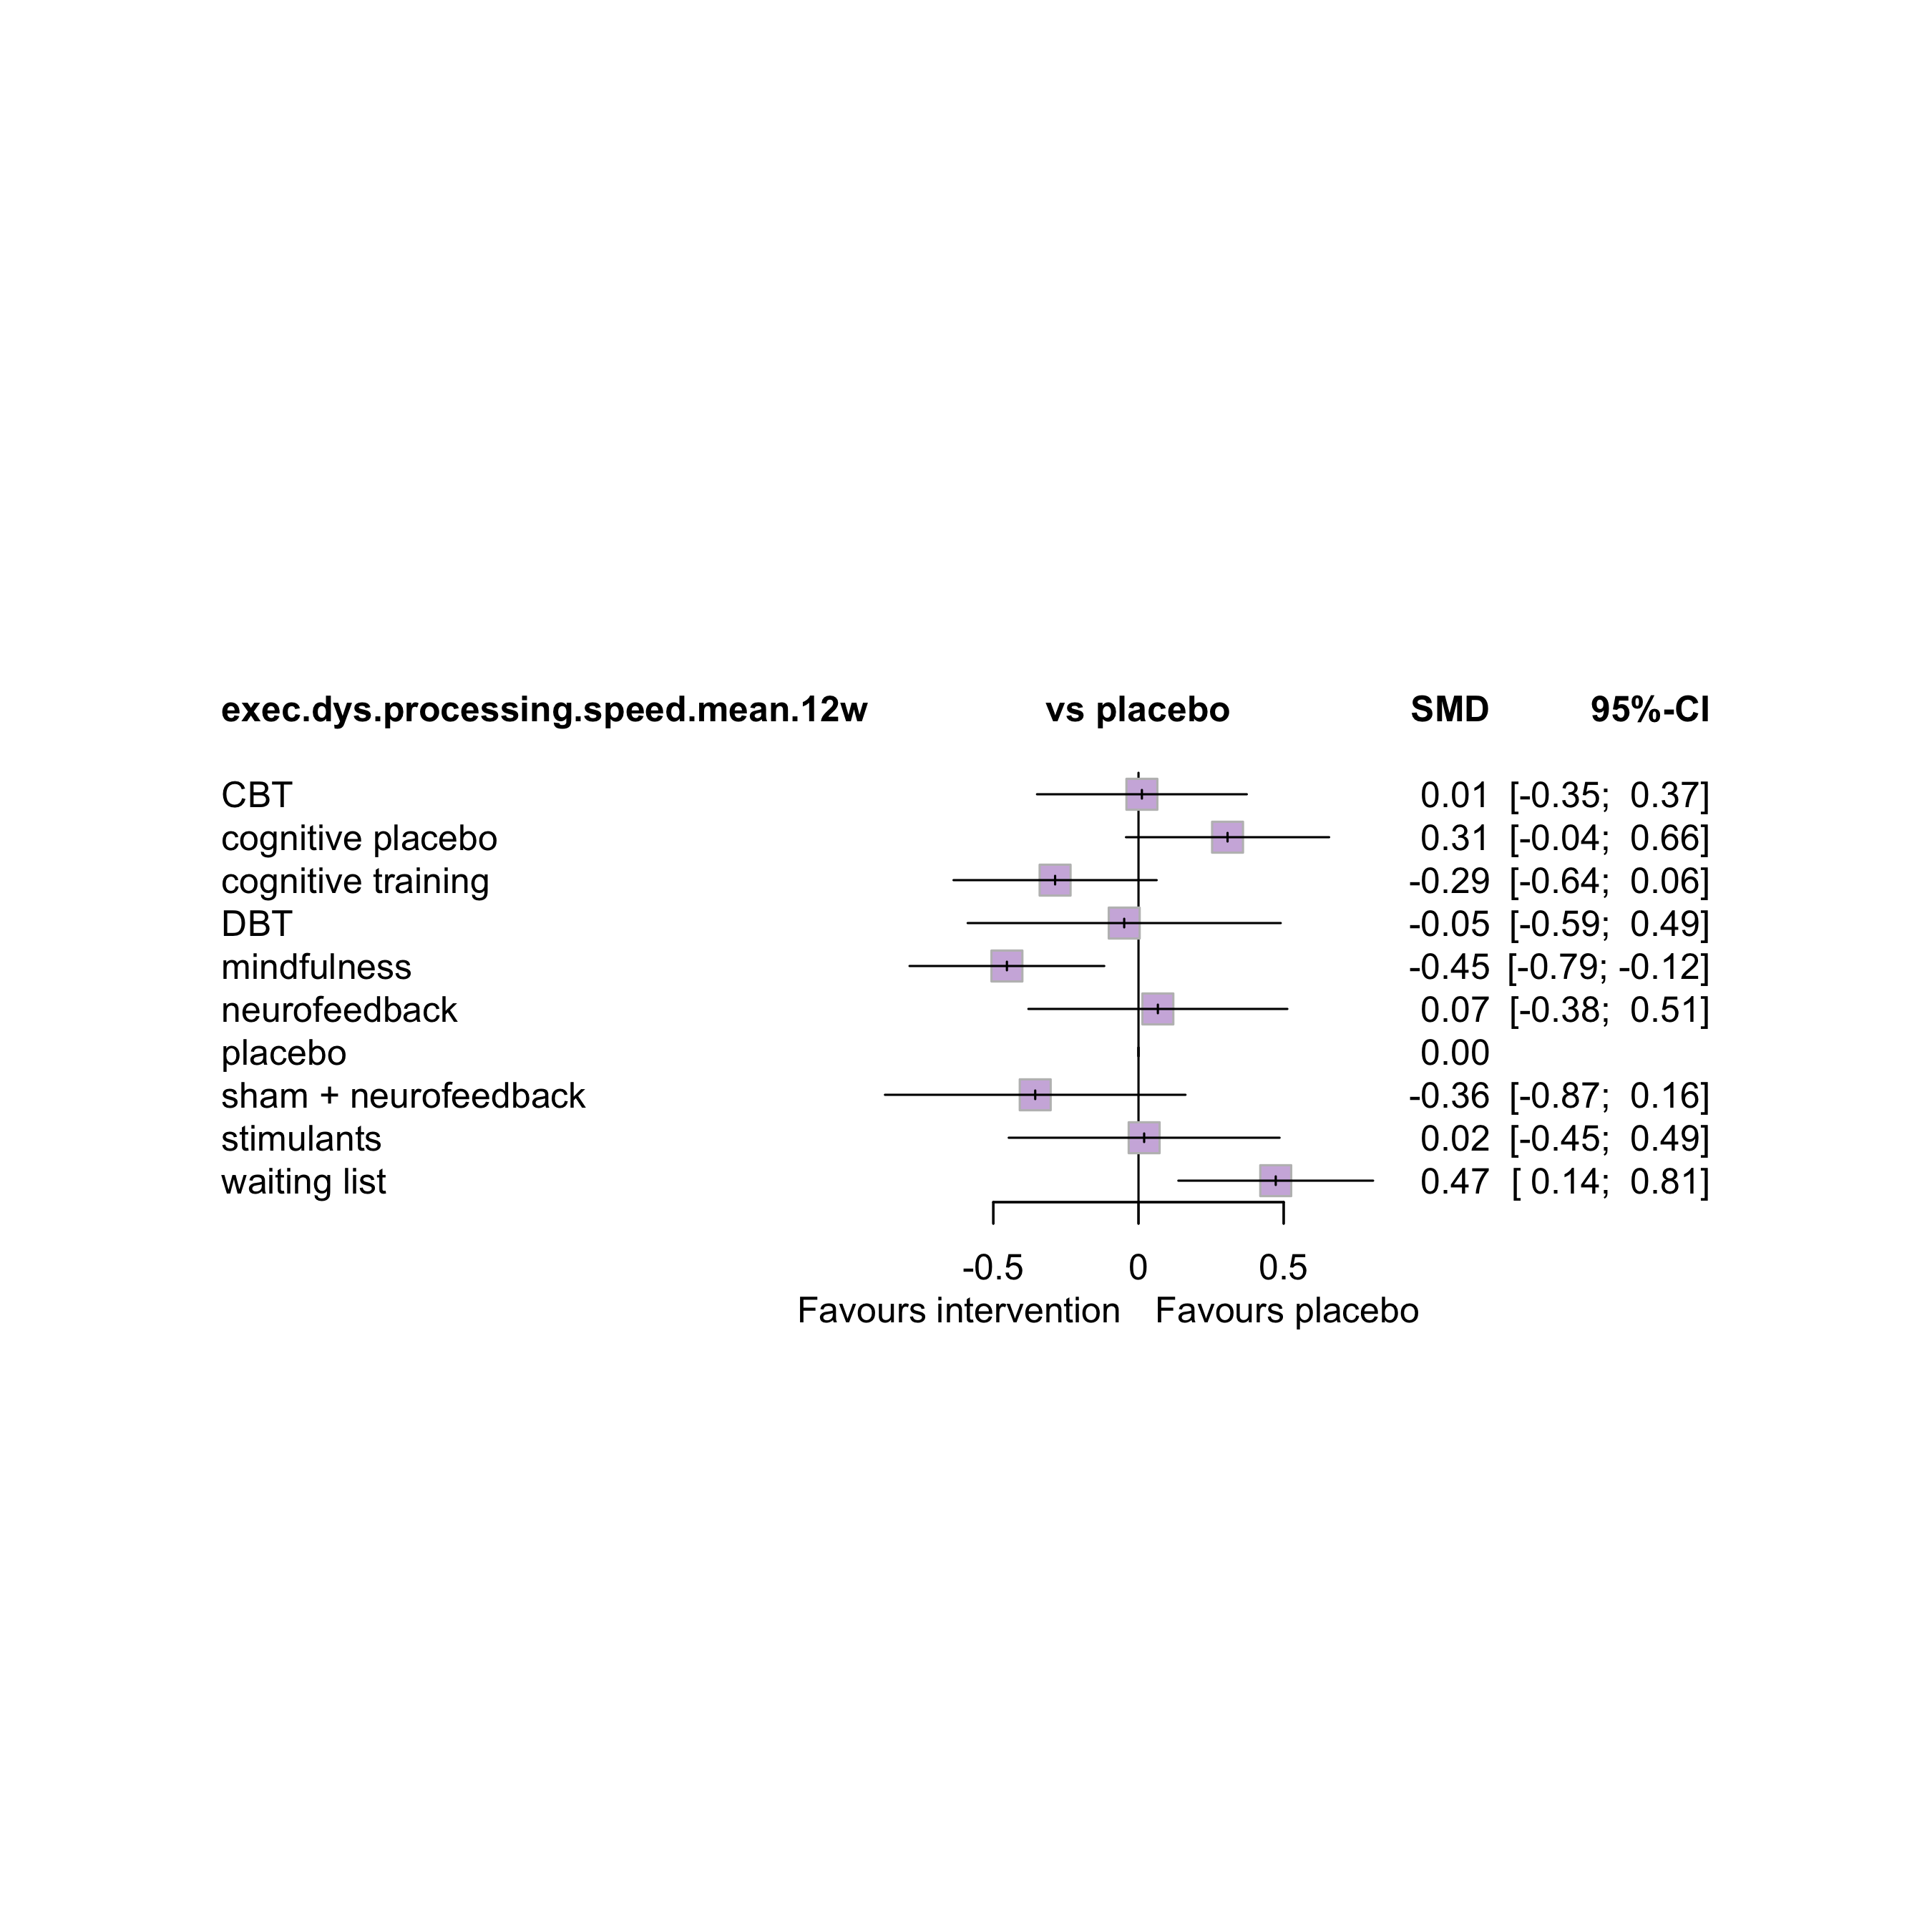 exec.dys.processing.speed.mean.12w vs placebo SMD 95%-CI
CBT 0.01 [-0.35; 0.37]
cognitive placebo 0.31 [-0.04; 0.66]
cognitive training -0.29 [-0.64; 0.06]
DBT -0.05 [-0.59; 0.49]
mindfulness -0.45 [-0.79; -0.12]
neurofeedback 0.07 [-0.38; 0.51]
placebo 0.00
sham + neurofeedback -0.36 [-0.87; 0.16]
stimulants 0.02 [-0.45; 0.49]
waiting list 0.47 [ 0.14; 0.81]
-0.5 0 0.5
Favours intervention Favours placebo